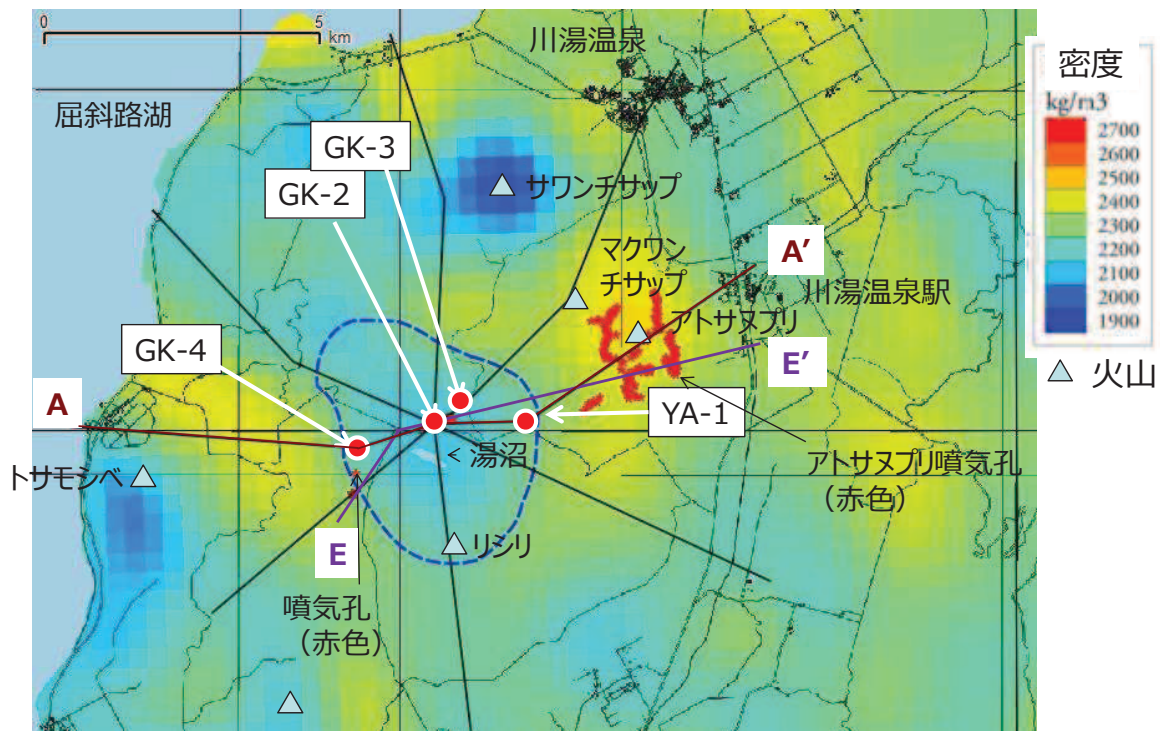 0
5
km
川湯温泉
屈斜路湖
GK-3
GK-2
サワンチサップ
A’
マクワン
チサップ
川湯温泉駅
アトサヌプリ
GK-4
E’
A
YA-1
< 湯沼
トサモシベ
アトサヌプリ噴気孔
（赤色）
リシリ
E
噴気孔
（赤色）
密度
kg/m3
2700
2600
2500
2400
2300
2200
2100
2000
1900
火山